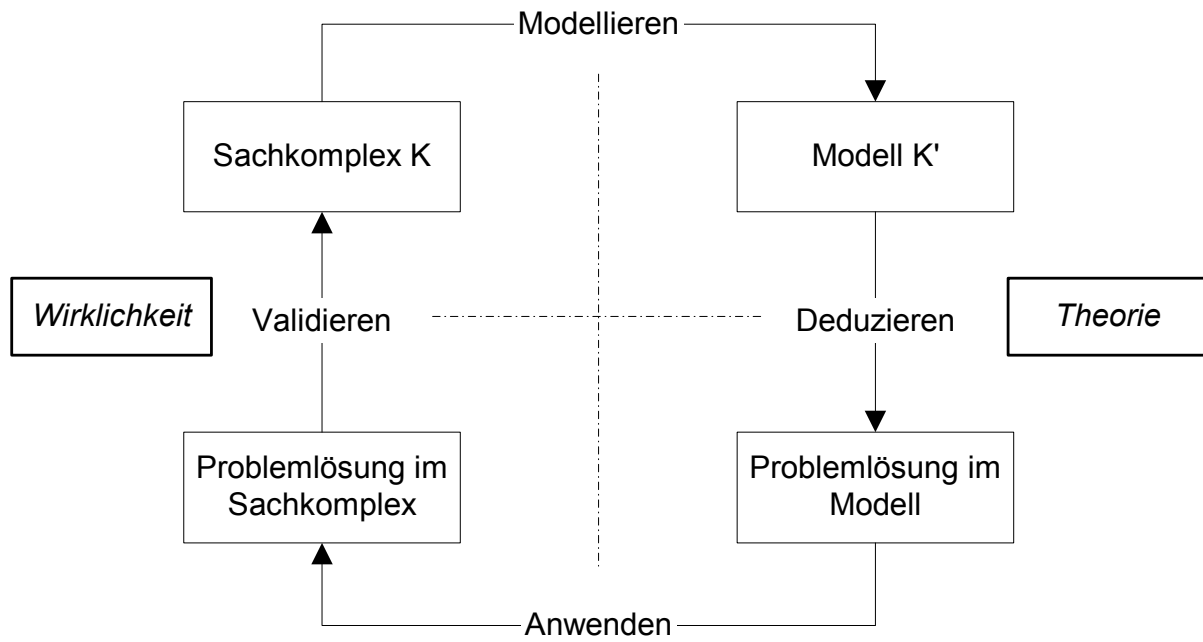 Modellieren
Sachkomplex K
Modell K'
Wirklichkeit
Validieren
Deduzieren
Theorie
Problemlösung im
Sachkomplex
Problemlösung im
Modell
Anwenden